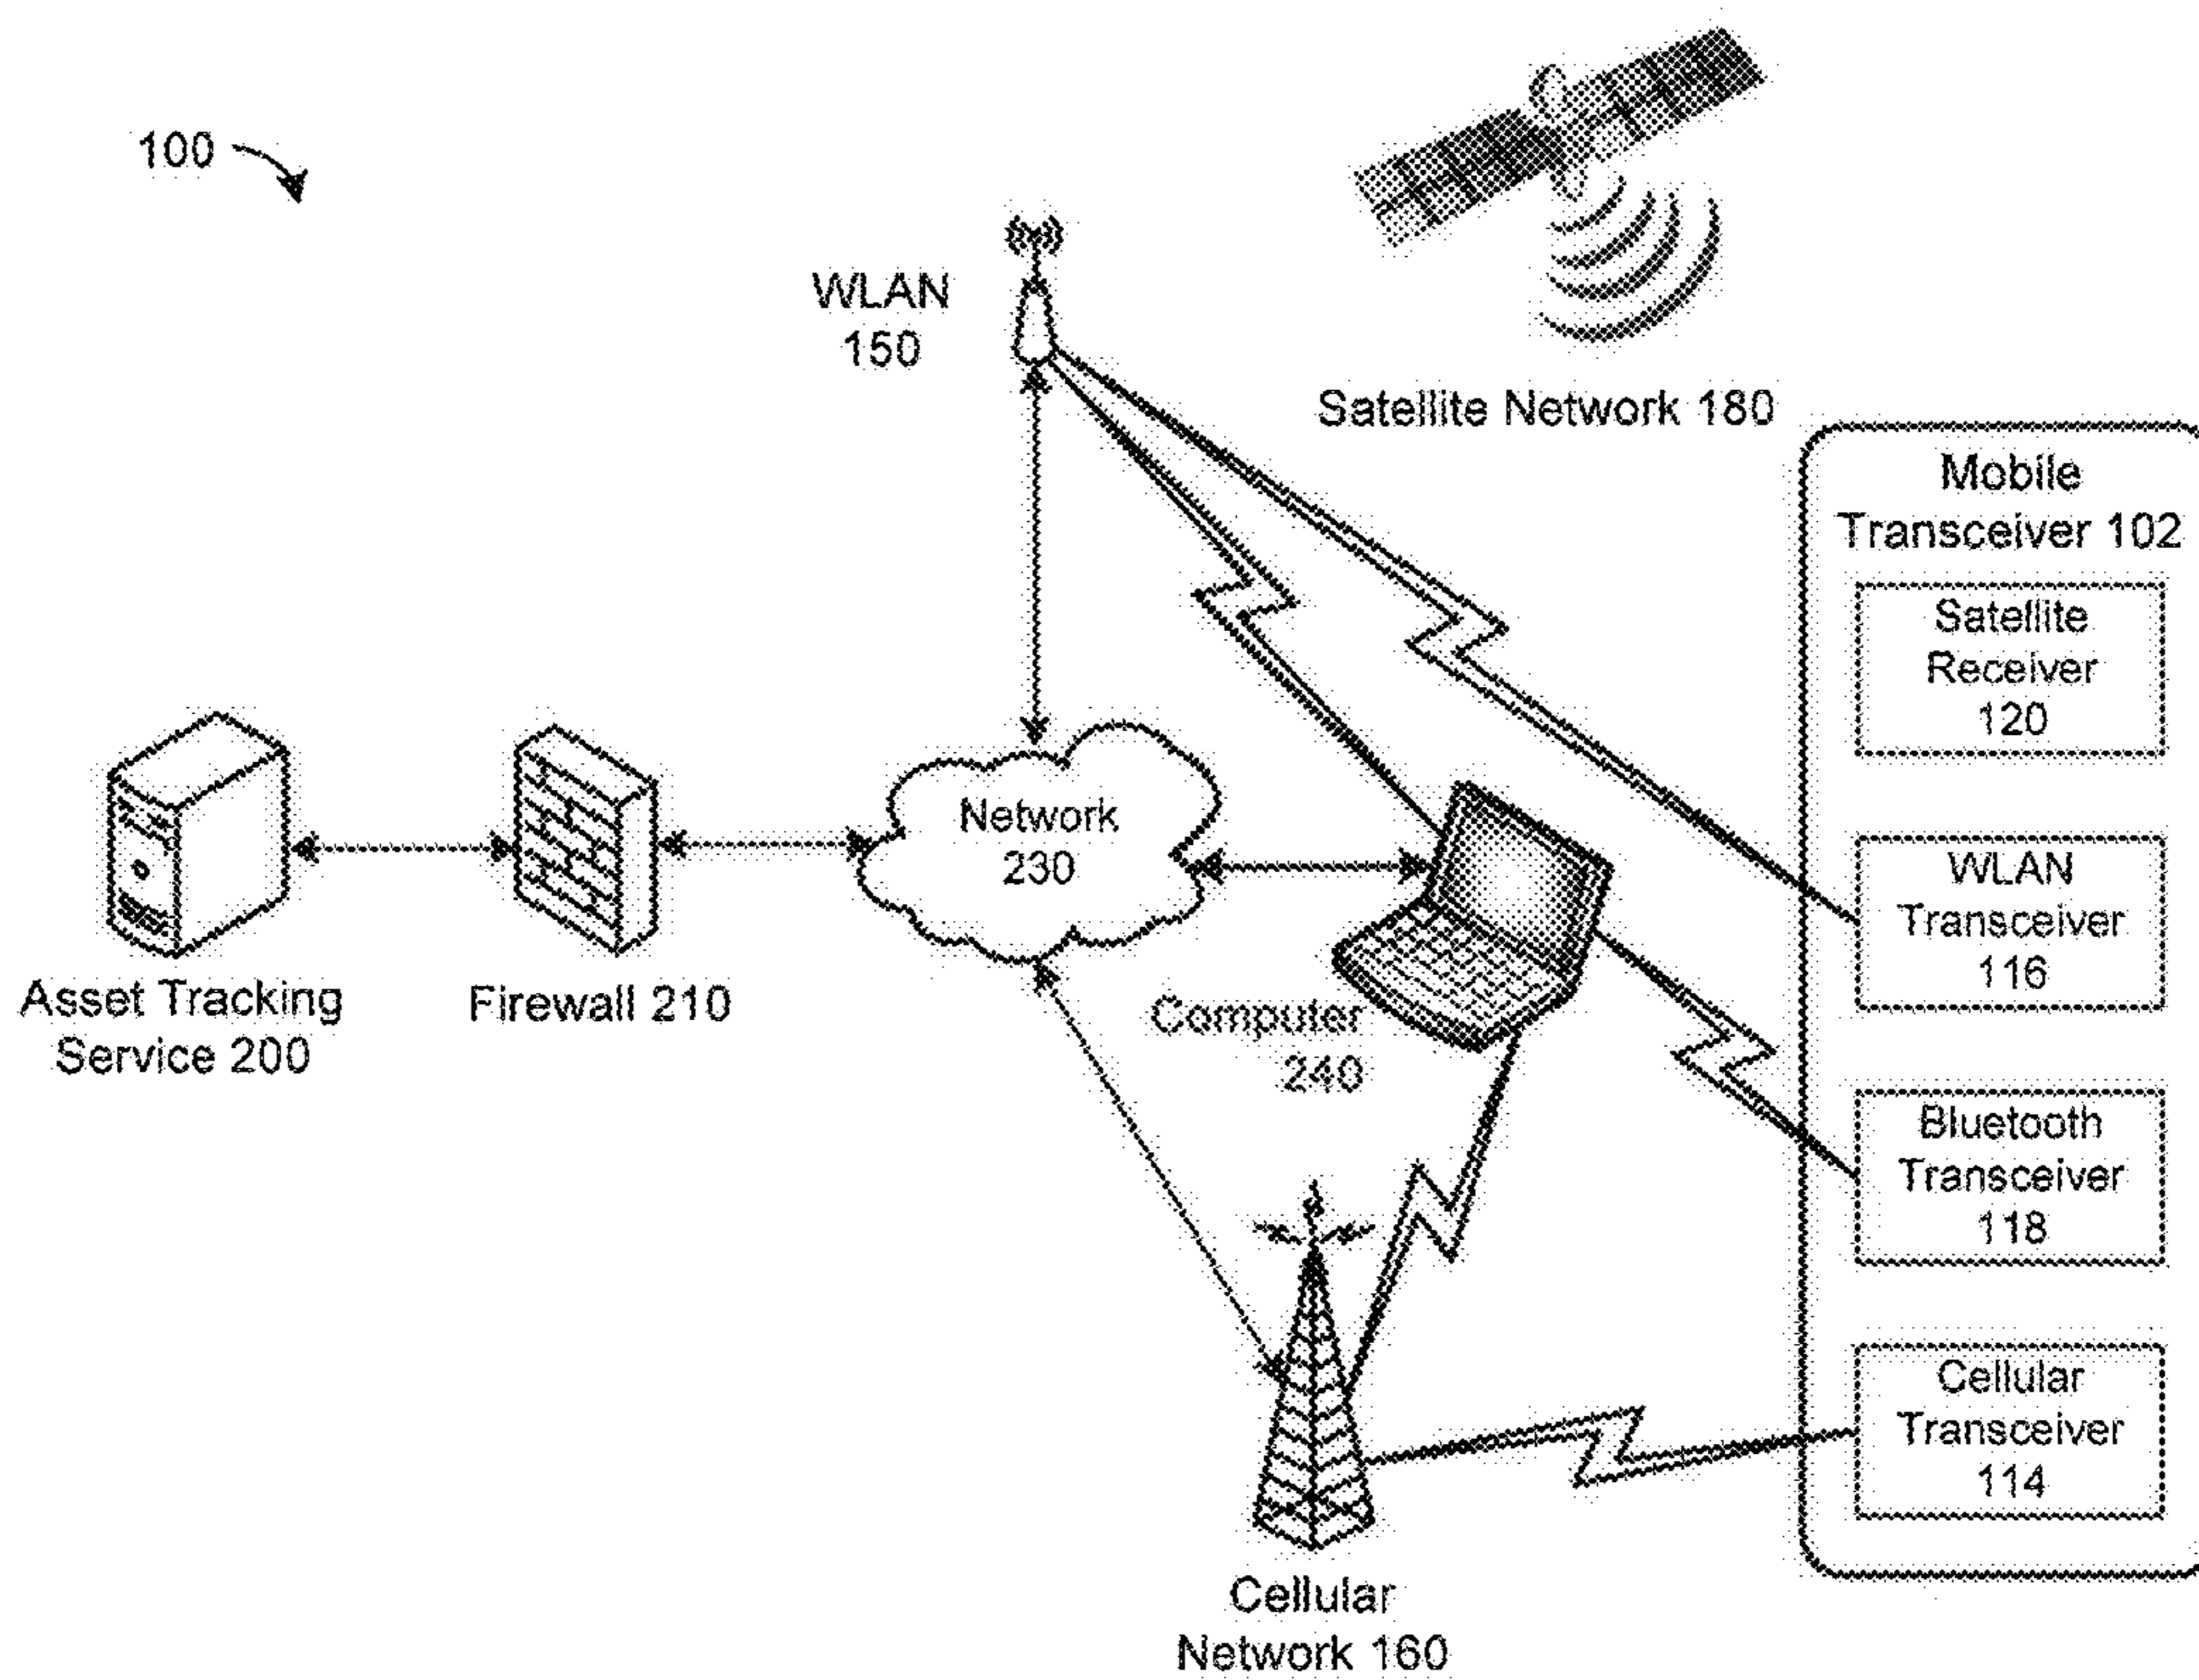 100
WLAN
150
Satellite Network 180
Mobile
Transceiver 102
Satellite
Receiver
120
WLAN
Transceiver
116
Bluetooth
Transceiver
118
Cellular
Transceiver
114
Network
230
Computer
240
Asset Tracking
Service 200
Firewall 210
Cellular
Network 160